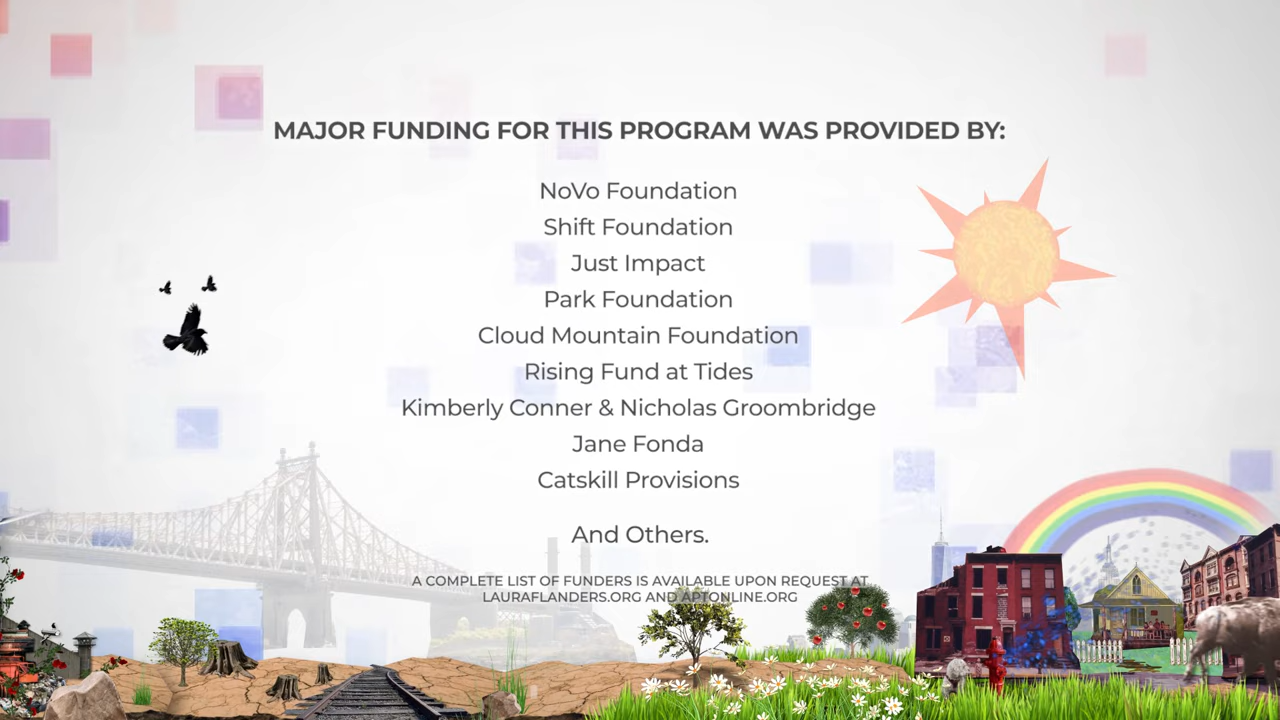 MAJOR FUNDING FOR THIS PROGRAM WAS PROVIDED BY:
NoVo Foundation
Shift Foundation
Just Impact
Park Foundation
Cloud Mountain Foundation
Rising Fund at Tides
Kimberly Conner & Nicholas Groombridge
Jane Fonda
Catskill Provisions
And Others.
A COMPLETE LIST OF FUNDERS IS AVAILABLE UPON REQUEST AT
LAURAFLANDERS.ORG AND APTONLINE.ORG